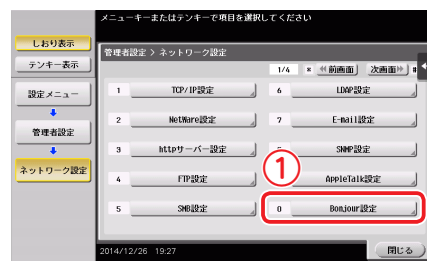 メニューキーまたはテンキーで項目を選択してください
しおり表示
テンキー表示
設定メニュー
管理者設定
ネットワーク設定
管理者設定 > ネットワーク設定
1/4 * 前画面 次画面 #
1 TCP/IP設定
2 NetWare設定
3 httpサーバー設定
4 FTP設定
5 SMB設定
6 LDAP設定
7 E-mail設定
SNMP設定
AppleTalk設定
0 Bonjour設定
1
2014/12/26 19:27
閉じる